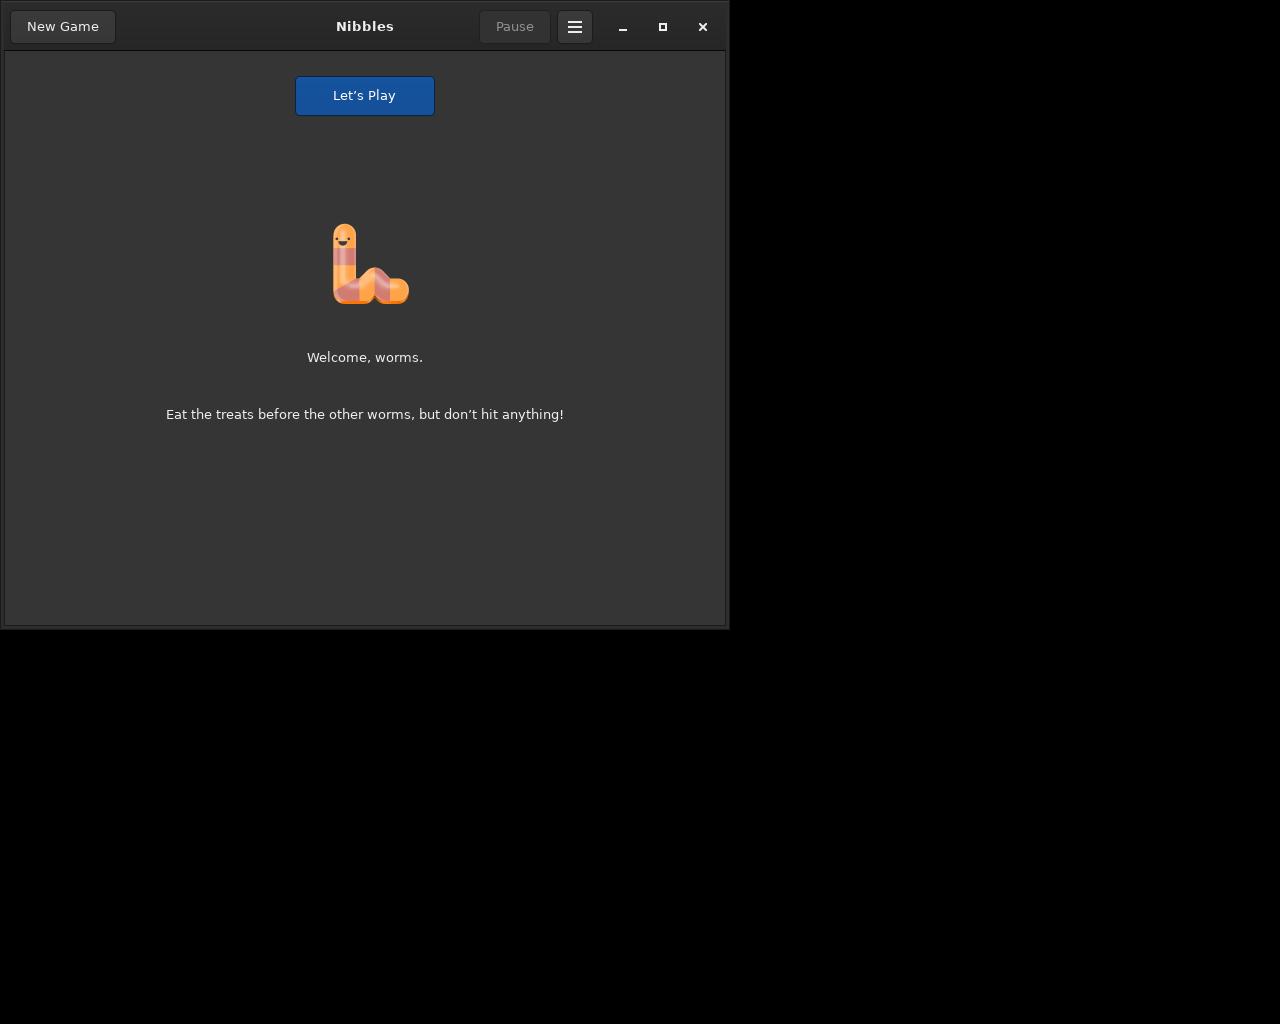 New Game
Nibbles
Pause
Let’s Play
Welcome, worms.
Eat the treats before the other worms, but don’t hit anything!